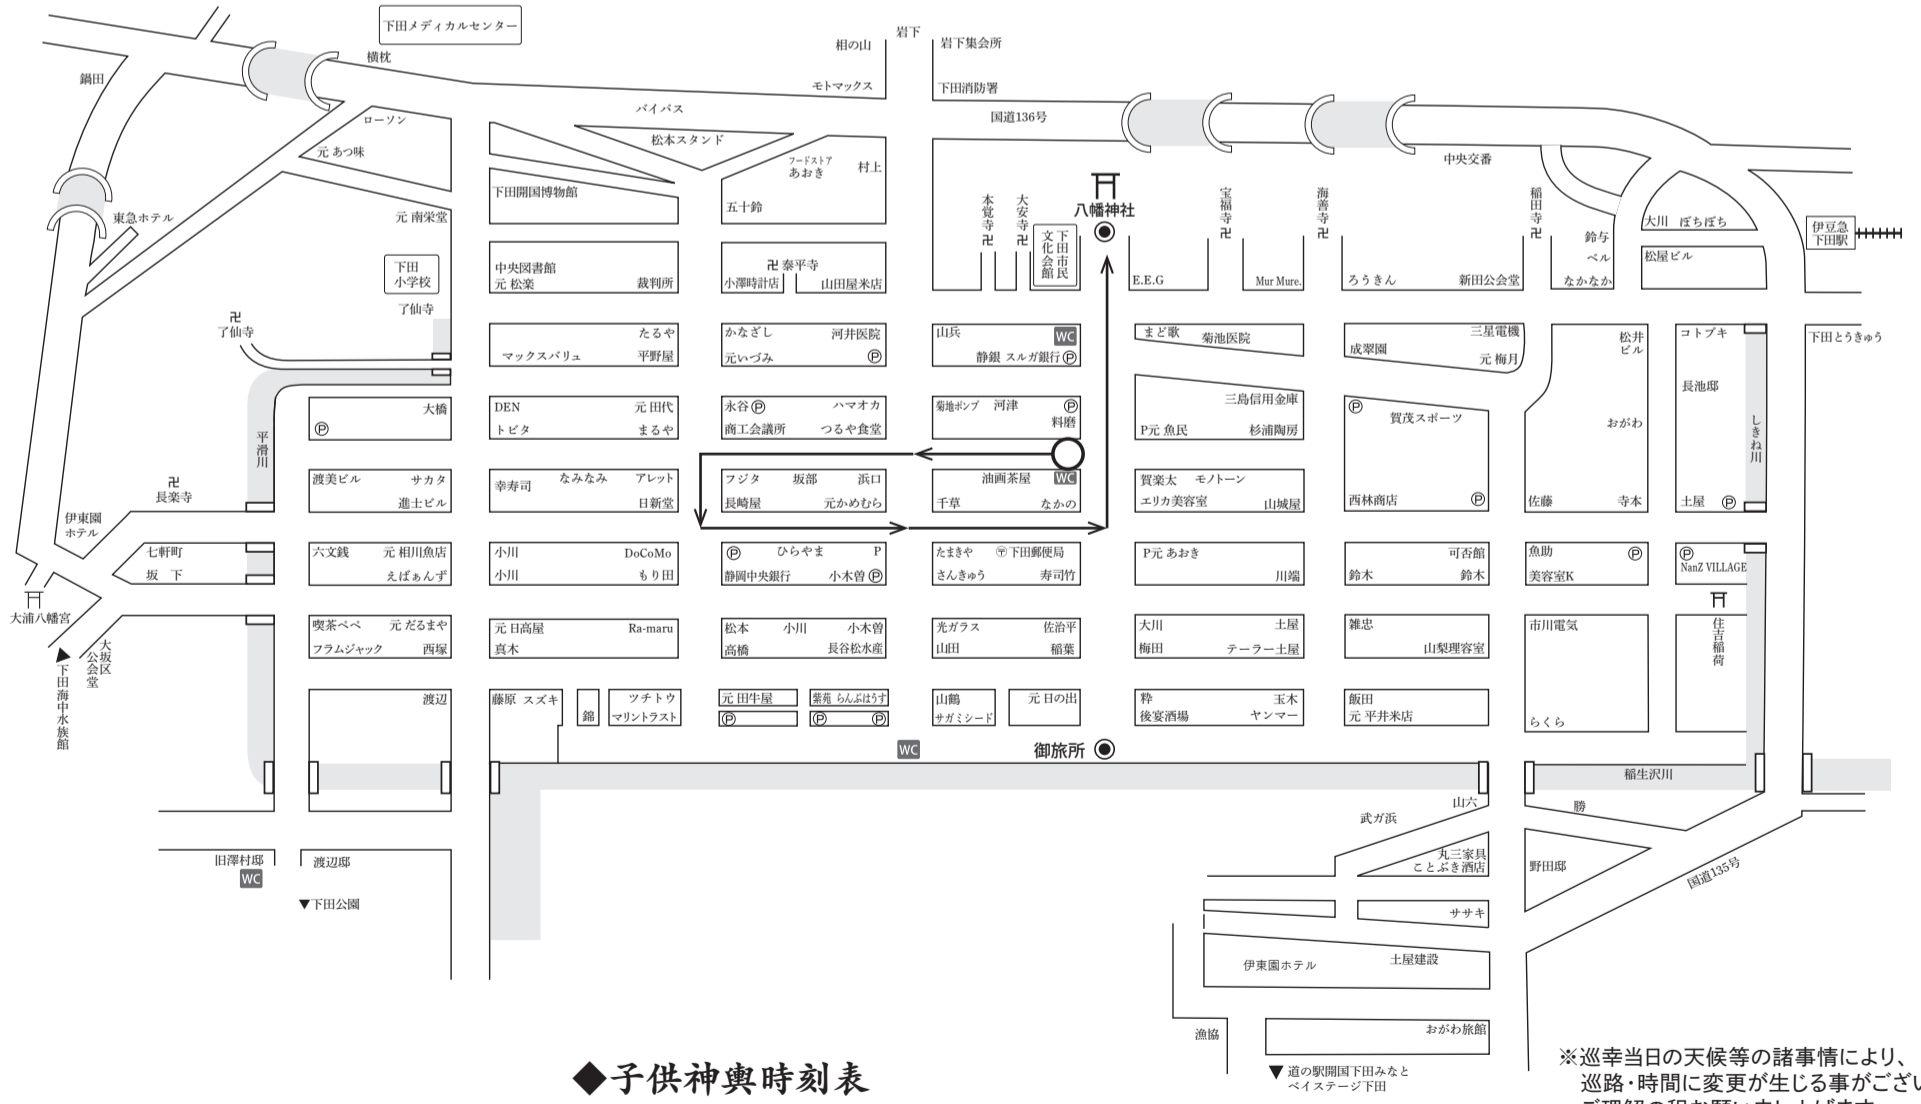 下田メディカルセンター
鍋田
横枕
相の山
岩下
岩下集会所
モトマックス
下田消防署
バイパス
国道136号
ローソン
元 あつ味
松本スタンド
フードストア
あおき
村上
中央交番
東急ホテル
元 南栄堂
下田開国博物館
五十鈴
本覚寺卍
大安寺卍
下田市民
文化会館
八幡神社
宝福寺卍
海善寺卍
稲田寺卍
鈴与
ベル
なかなか
大川 ぽちぽち
松屋ビル
伊豆急
下田駅
下田
小学校
了仙寺
中央図書館
元 松楽
裁判所
卍 泰平寺
小澤時計店
山田屋米店
E.E.G
Mur Mure.
ろうきん
新田公会堂
卍
了仙寺
たるや
マックスバリュ
平野屋
かなざし
河井医院
元いづみ
Ⓟ
山兵
WC
静銀 スルガ銀行Ⓟ
まど歌
菊池医院
成翠園
三星電機
元 梅月
松井
ビル
コトブキ
下田とうきゅう
長池邸
大橋
Ⓟ
DEN
元 田代
トビタ
まるや
永谷Ⓟ
ハマオカ
商工会議所
つるや食堂
菊地ポンプ
河津
Ⓟ
料磨
三島信用金庫
P元 魚民
杉浦陶房
Ⓟ
賀茂スポーツ
おがわ
しきね川
平滑川
卍
長楽寺
渡美ビル
サカタ
進士ビル
幸寿司
なみなみ
アレット
日新堂
フジタ
坂部
浜口
長崎屋
元かめむら
油画茶屋
WC
千草
なかの
賀楽太
モノトーン
エリカ美容室
山城屋
西林商店
Ⓟ
佐藤
寺本
土屋
Ⓟ
伊東園
ホテル
七軒町
坂 下
六文銭
元 相川魚店
えばぁんず
小川
DoCoMo
小川
もり田
Ⓟ
ひらやま
P
静岡中央銀行
小木曽Ⓟ
たまきや
〶下田郵便局
さんきゅう
寿司竹
P元 あおき
川端
可否館
鈴木
鈴木
魚助
Ⓟ
美容室K
Ⓟ
NanZ VILLAGE
大浦八幡宮
大坂区
公会堂
▲下田海中水族館
喫茶ペペ
元 だるまや
フラムジャック
西塚
元 日高屋
Ra-maru
真木
松本
小川
小木曽
高橋
長谷松水産
光ガラス
佐治平
山田
稲葉
大川
土屋
梅田
テーラー土屋
雑忠
山梨理容室
市川電気
住吉稲荷
渡辺
藤原
スズキ
錦
ツチトウ
マリントラスト
元 田牛屋
Ⓟ
紫苑 らんぶはうす
Ⓟ
Ⓟ
山鶴
サガミシード
元 日の出
粋
玉木
後宴酒場
ヤンマー
飯田
元 平井米店
らくら
WC
御旅所
稲生沢川
山六
勝
武ガ浜
旧澤村邸
WC
渡辺邸
▼下田公園
丸三家具
ことぶき酒店
野田邸
国道135号
ササキ
伊東園ホテル
土屋建設
漁協
おがわ旅館
▼ 道の駅開国下田みなと
ベイステージ下田
◆子供神輿時刻表
※巡幸当日の天候等の諸事情により、
巡路・時間に変更が生じる事がござい